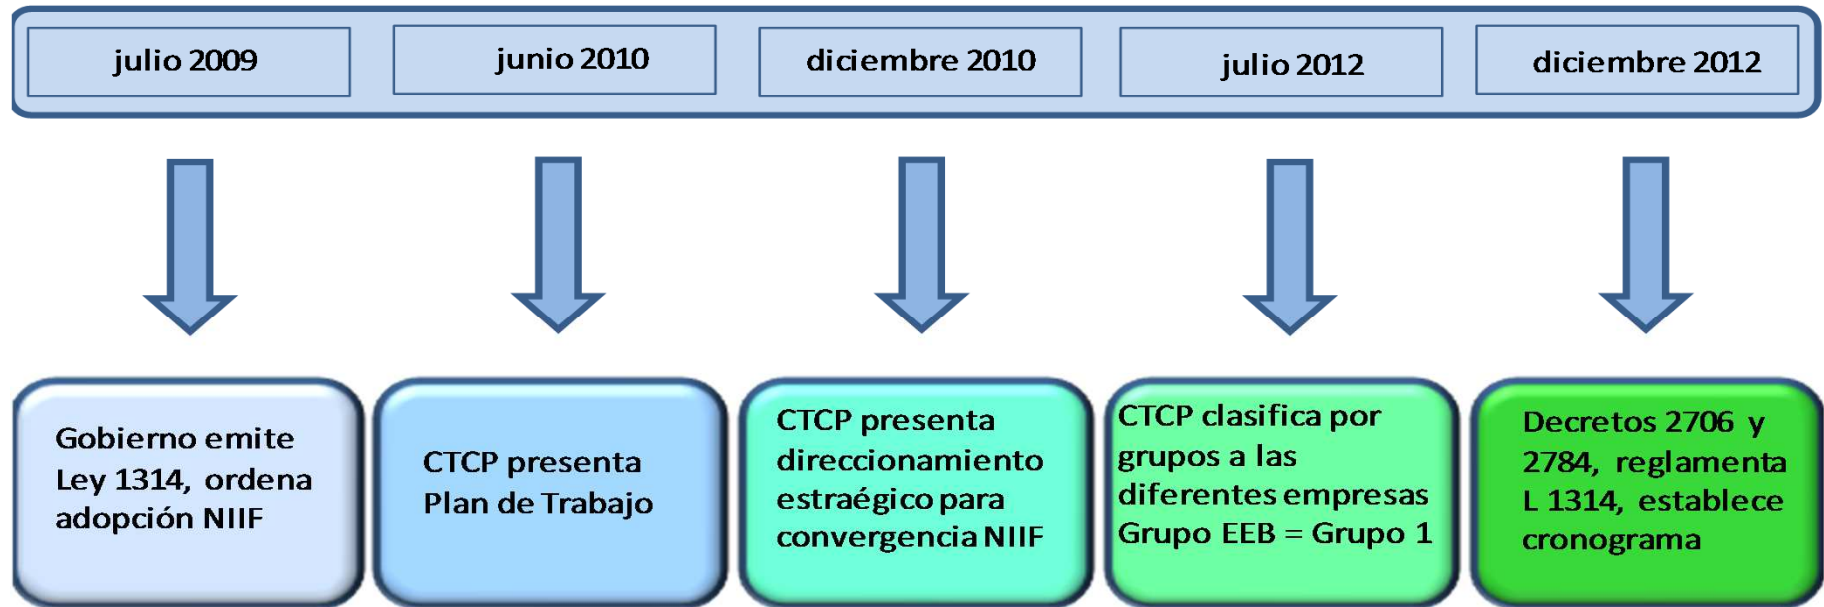 julio 2009
junio 2010
diciembre 2010
julio 2012
diciembre 2012
Gobierno emite
Ley 1314, ordena
adopción NIIF
CTCP presenta
Plan de Trabajo
CTCP presenta
direccionamiento
estraégico para
convergencia NIIF
CTCP clasifica por
grupos a las
diferentes empresas
Grupo EEB = Grupo 1
Decretos 2706 y
2784, reglamenta
L 1314, establece
cronograma